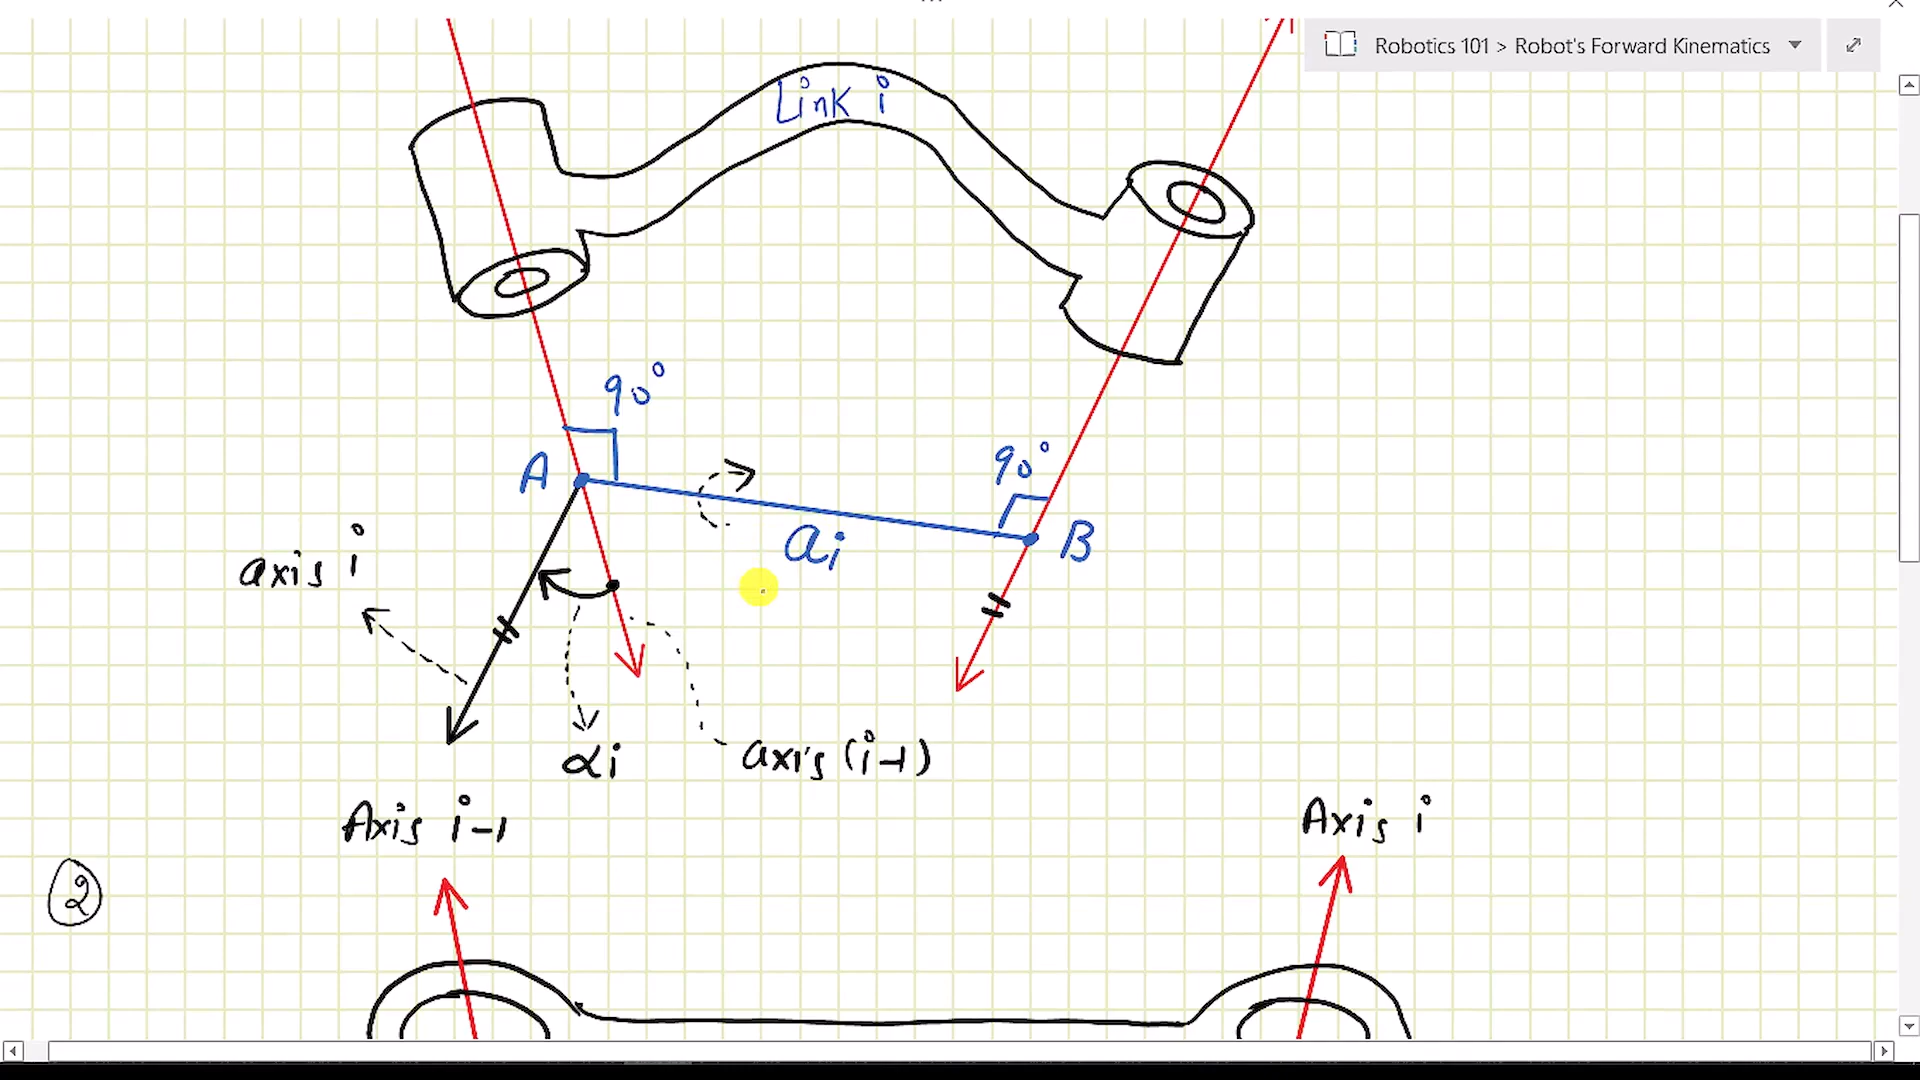 Robotics 101 > Robot's Forward Kinematics
Link i
90°
A
90°
ai
B
axis i
αi
axis (i-1)
Axis i-1
Axis i
2